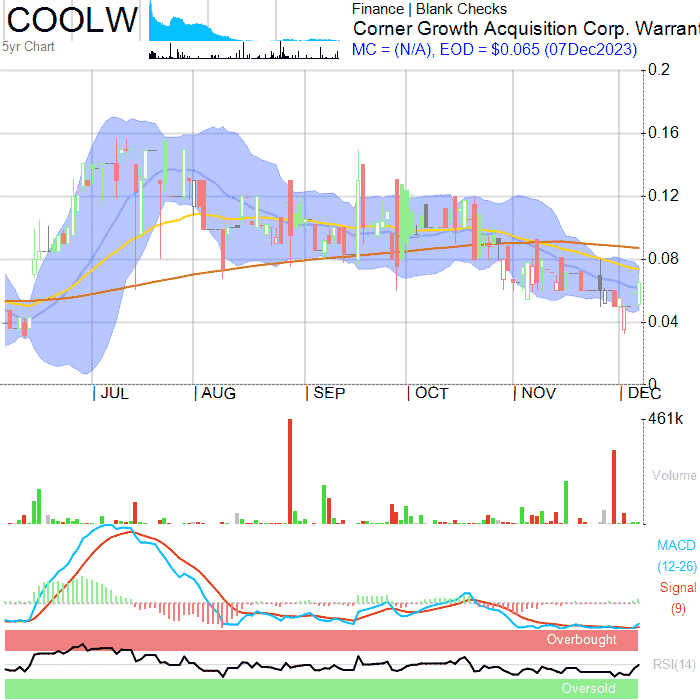 COOLW
5yr Chart
Finance | Blank Checks
Corner Growth Acquisition Corp. Warrant
MC = (N/A), EOD = $0.065 (07Dec2023)
0.2
0.16
0.12
0.08
0.04
0
JUL
AUG
SEP
OCT
NOV
DEC
461k
Volume
MACD
(12-26)
Signal
(9)
Overbought
RSI(14)
Oversold